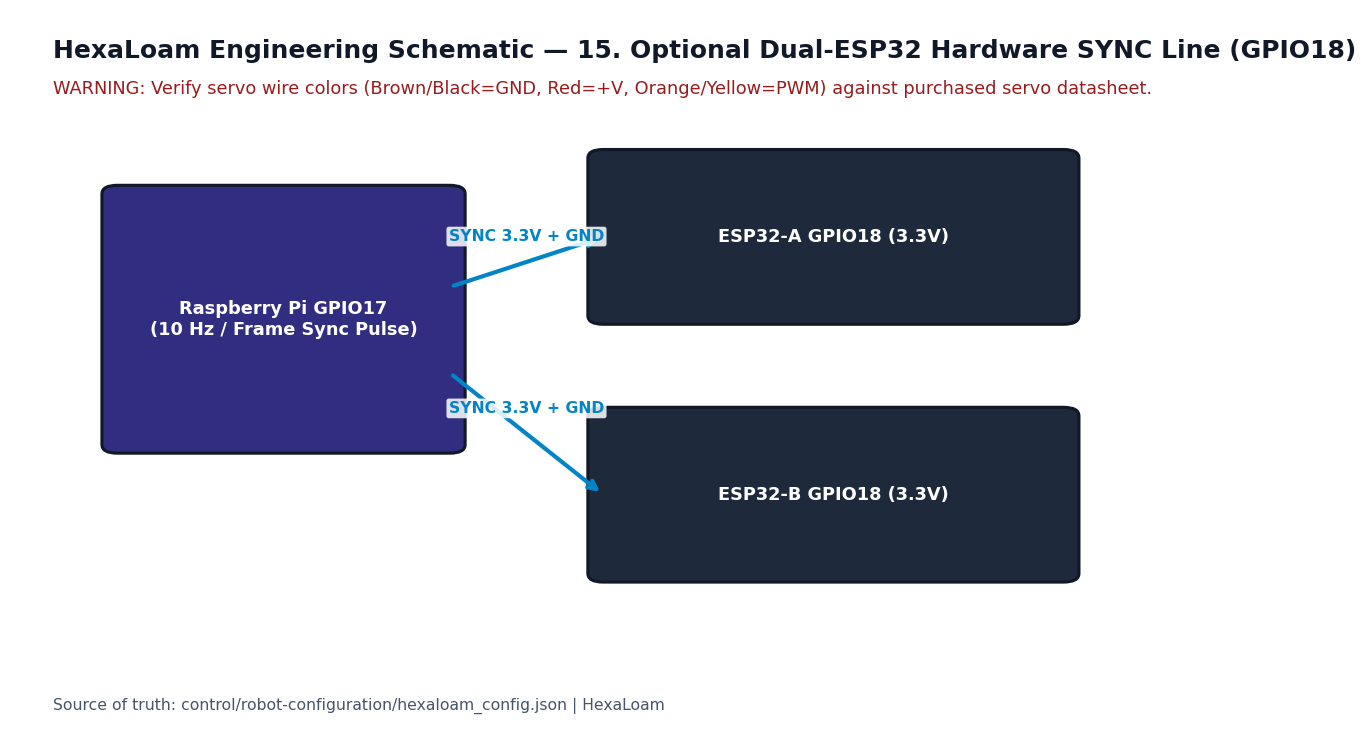 HexaLoam Engineering Schematic — 15. Optional Dual-ESP32 Hardware SYNC Line (GPIO18)
WARNING: Verify servo wire colors (Brown/Black=GND, Red=+V, Orange/Yellow=PWM) against purchased servo datasheet.
SYNC 3.3V + GND
ESP32-A GPIO18 (3.3V)
Raspberry Pi GPIO17
(10 Hz / Frame Sync Pulse)
SYNC 3.3V + GND
ESP32-B GPIO18 (3.3V)
Source of truth: control/robot-configuration/hexaloam_config.json | HexaLoam